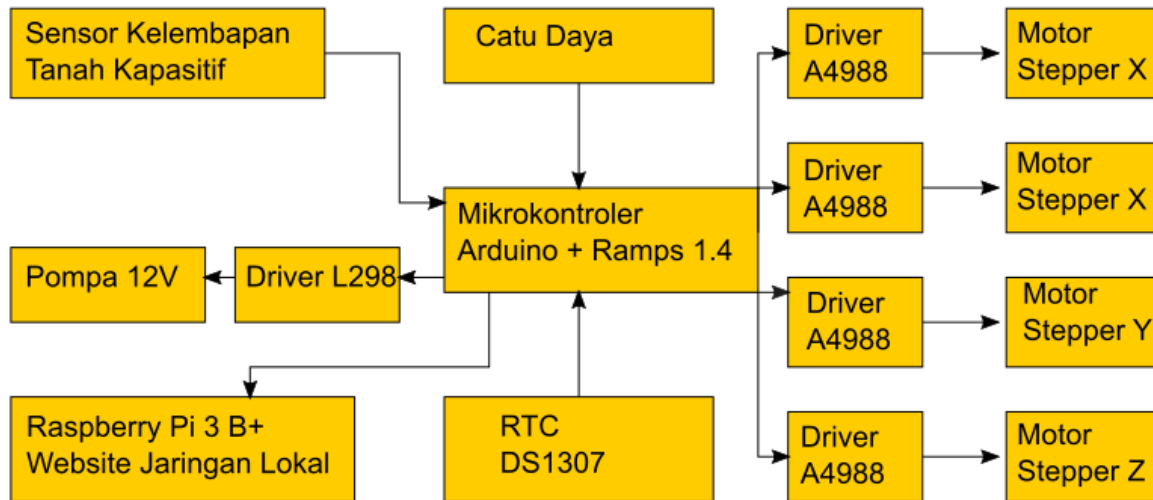 Sensor Kelembapan
Tanah Kapasitif
Catu Daya
Driver
A4988
Motor
Stepper X
Driver
A4988
Motor
Stepper X
Mikrokontroler
Arduino + Ramps 1.4
Pompa 12V
Driver L298
Driver
A4988
Motor
Stepper Y
Raspberry Pi 3 B+
Website Jaringan Lokal
RTC
DS1307
Driver
A4988
Motor
Stepper Z